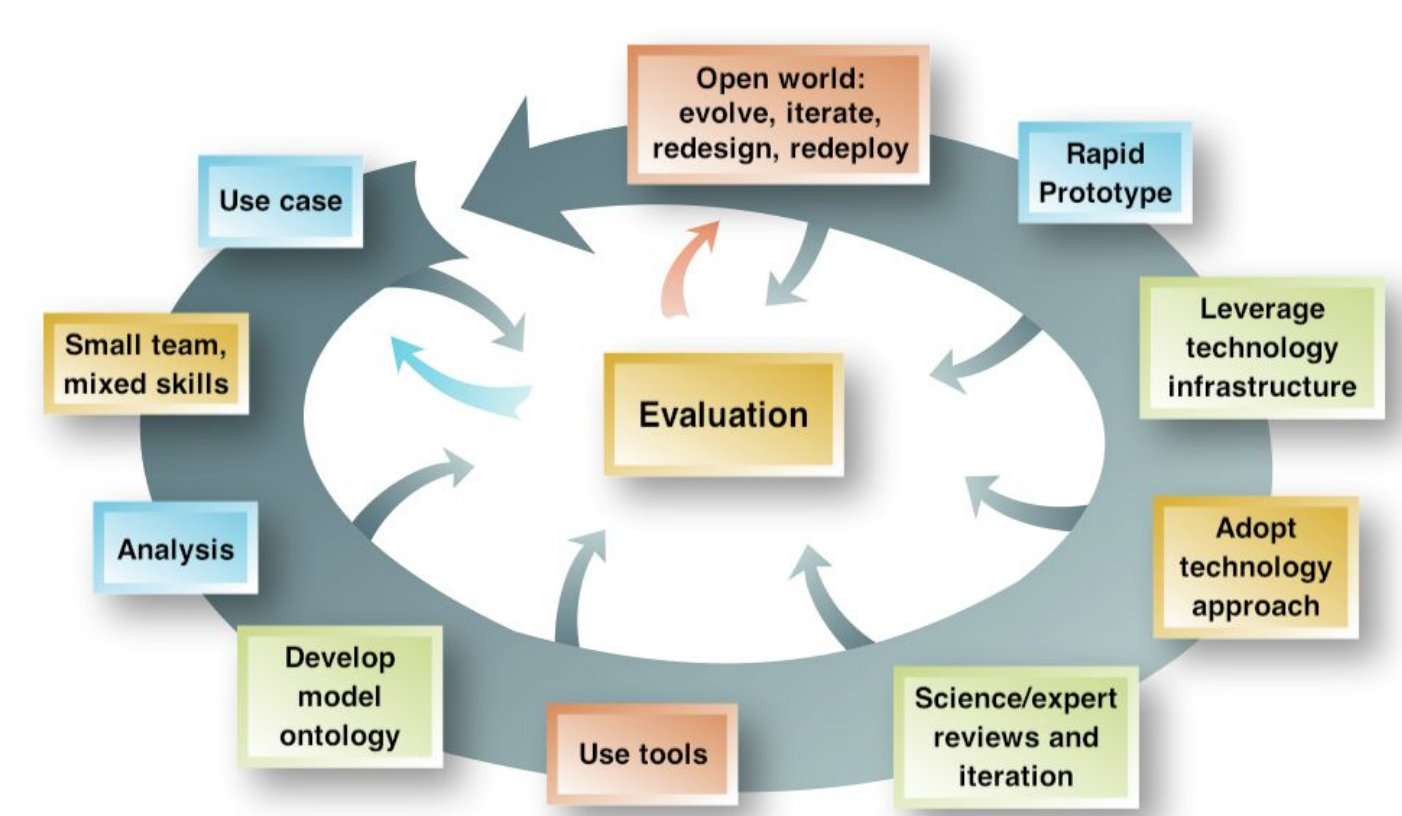 Open world:
evolve, iterate,
redesign, redeploy
Rapid
Prototype
Use case
Leverage
technology
infrastructure
Small team,
mixed skills
Evaluation
Adopt
technology
approach
Analysis
Develop
model
ontology
Use tools
Science/expert
reviews and
iteration